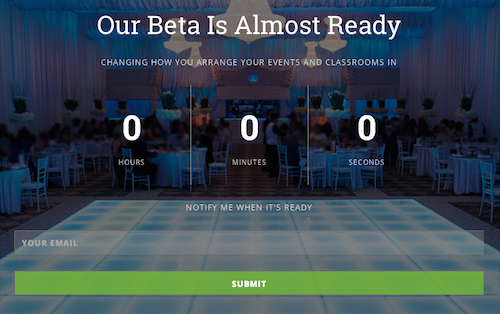 Our Beta Is Almost Ready
CHANGING HOW YOU ARRANGE YOUR EVENTS AND CLASSROOMS IN
0 0 0
HOURS MINUTES SECONDS
NOTIFY ME WHEN IT'S READY
YOUR EMAIL
SUBMIT